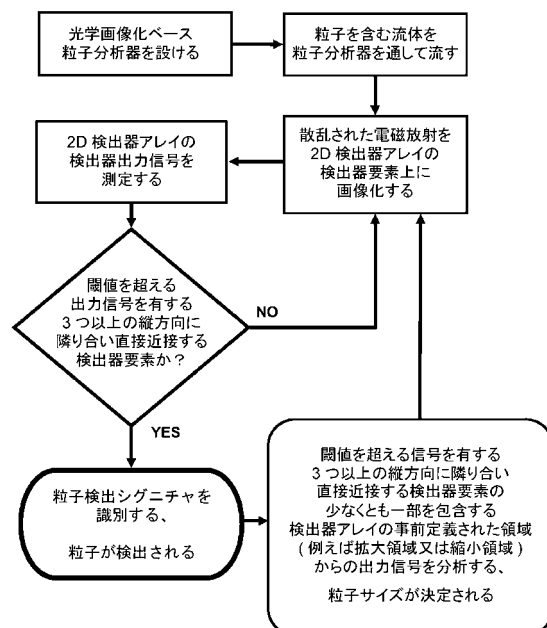 光学画像化ベース
粒子分析器を設ける
粒子を含む流体を
粒子分析器を通して流す
散乱された電磁放射を
2D 検出器アレイの
検出器要素上に
画像化する
2D 検出器アレイの
検出器出力信号を
測定する
閾値を超える
出力信号を有する
3 つ以上の縦方向に
隣り合い直接近接する
検出器要素か？
NO
YES
粒子検出シグニチャを
識別する、
粒子が検出される
閾値を超える信号を有する
3 つ以上の縦方向に隣り合い
直接近接する検出器要素の
少なくとも一部を包含する
検出器アレイの事前定義された領域
( 例えば拡大領域又は縮小領域 )
からの出力信号を分析する、
粒子サイズが決定される